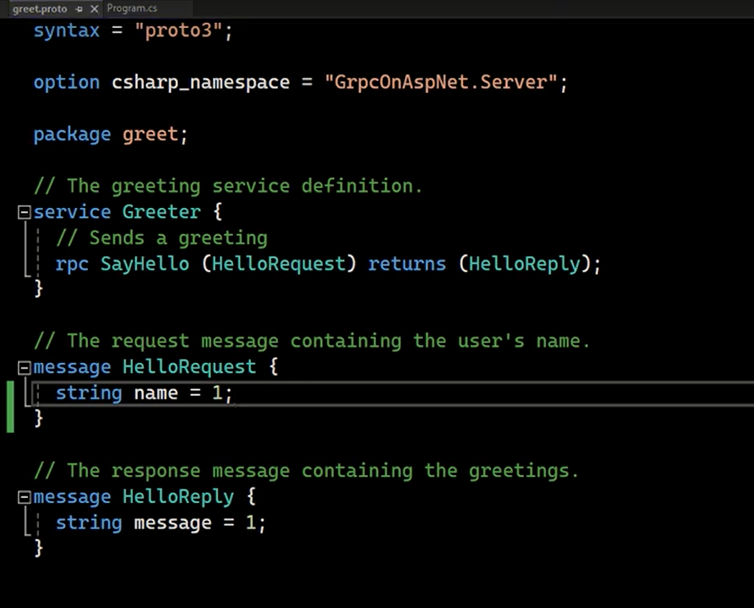 greet.proto Program.cs
syntax = "proto3";
option csharp_namespace = "GrpcOnAspNet.Server";
package greet;
// The greeting service definition.
service Greeter {
// Sends a greeting
rpc SayHello (HelloRequest) returns (HelloReply);
}
// The request message containing the user's name.
message HelloRequest {
string name = 1;
}
// The response message containing the greetings.
message HelloReply {
string message = 1;
}